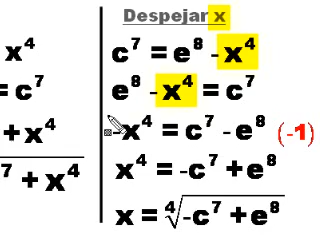 Despejar x
x⁴
c⁷ = e⁸ - x⁴
= c⁷
e⁸ - x⁴ = c⁷
+ x⁴
-x⁴ = c⁷ - e⁸ (-1)
⁷ + x⁴
x⁴ = -c⁷ + e⁸
x = ⁴√-c⁷ + e⁸